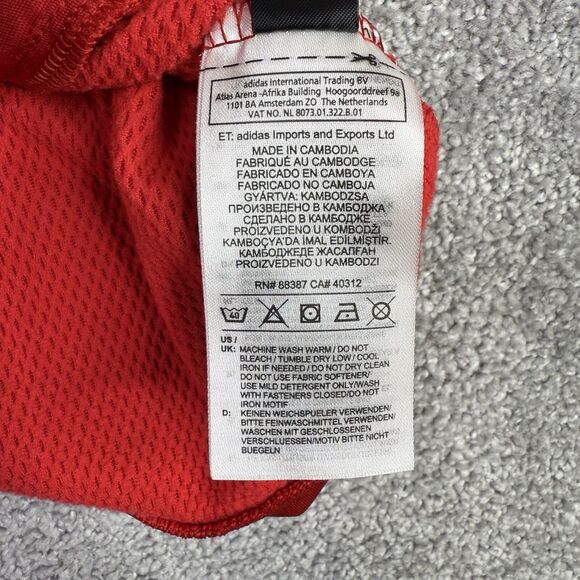 adidas International Trading BV
Atlas Arena -Afrika Building Hoogoorddreef 9a
1101 BA Amsterdam ZO The Netherlands
VAT NO. NL 8073.01.322.B.01
ET: adidas Imports and Exports Ltd
MADE IN CAMBODIA
FABRIQUÉ AU CAMBODGE
FABRICADO EN CAMBOYA
FABRICADO NO CAMBOJA
GYÁRTVA: KAMBODZSA
ПРОИЗВЕДЕНО В КАМБОДЖА
СДЕЛАНО В КАМБОДЖЕ
PROIZVEDENO U KOMBODŽI
KAMBOÇYA'DA İMAL EDİLMİŞTİR.
КАМБОДЖЕДЕ ЖАСАЛҒАН
PROIZVEDENO U KAMBODZI
RN# 88387 CA# 40312
40
US /
UK: MACHINE WASH WARM / DO NOT
BLEACH / TUMBLE DRY LOW / COOL
IRON IF NEEDED / DO NOT DRY CLEAN
DO NOT USE FABRIC SOFTENER/
USE MILD DETERGENT ONLY/WASH
WITH FASTENERS CLOSED/DO NOT
IRON MOTIF
D: KEINEN WEICHSPUELER VERWENDEN/
BITTE FEINWASCHMITTEL VERWENDEN/
WASCHEN MIT GESCHLOSSENEN
VERSCHLUESSEN/MOTIV BITTE NICHT
BUEGELN